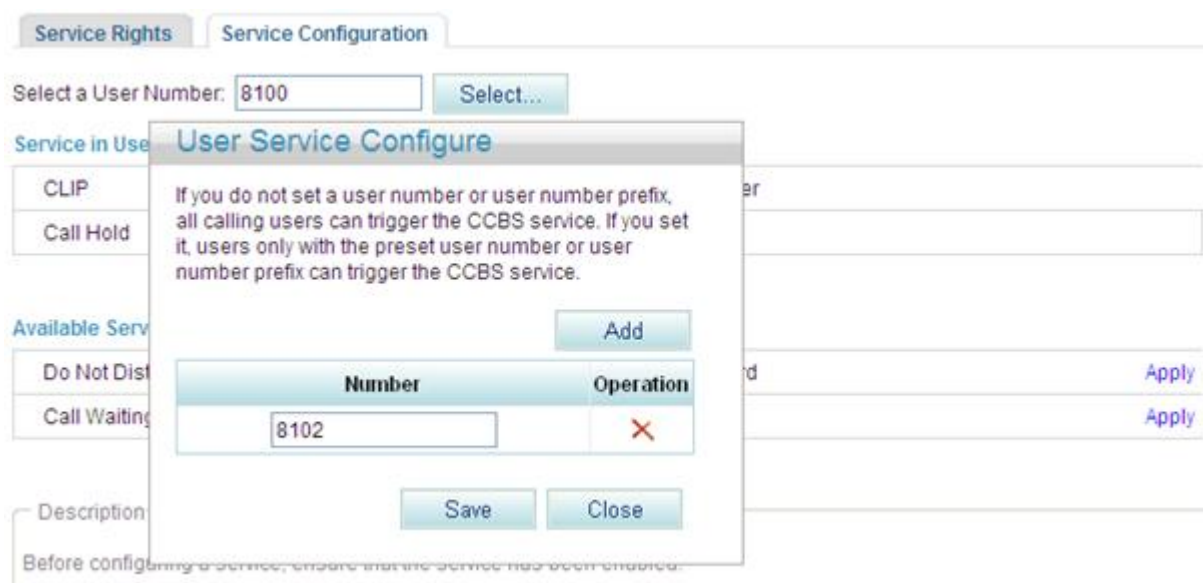 Service Rights Service Configuration
Select a User Number: 8100 Select...
User Service Configure
Service in Use
CLIP
If you do not set a user number or user number prefix,
all calling users can trigger the CCBS service. If you set
it, users only with the preset user number or user
number prefix can trigger the CCBS service.
Call Hold
Add
Available Serv
Do Not Dist Apply
Number Operation
Call Waiting Apply
8102
Save Close
Description
Before configuring a service, ensure that the service has been enabled.